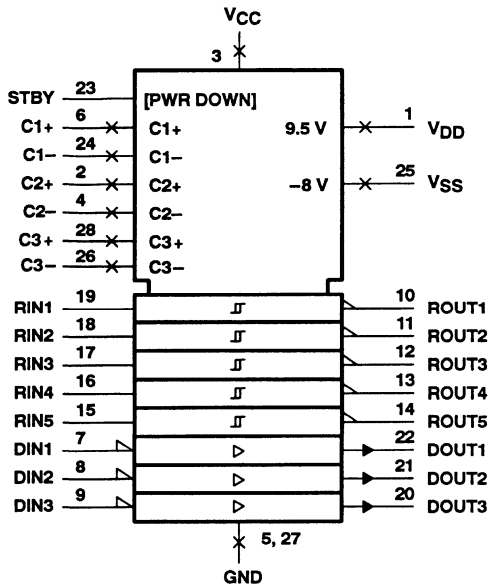 VCC
3
STBY 23 [PWR DOWN]
C1+ 6 C1+ 9.5 V 1 VDD
C1− 24 C1−
C2+ 2 C2+ −8 V 25 VSS
C2− 4 C2−
C3+ 28 C3+
C3− 26 C3−
RIN1 19 10 ROUT1
RIN2 18 11 ROUT2
RIN3 17 12 ROUT3
RIN4 16 13 ROUT4
RIN5 15 14 ROUT5
DIN1 7 22 DOUT1
DIN2 8 21 DOUT2
DIN3 9 20 DOUT3
5, 27
GND